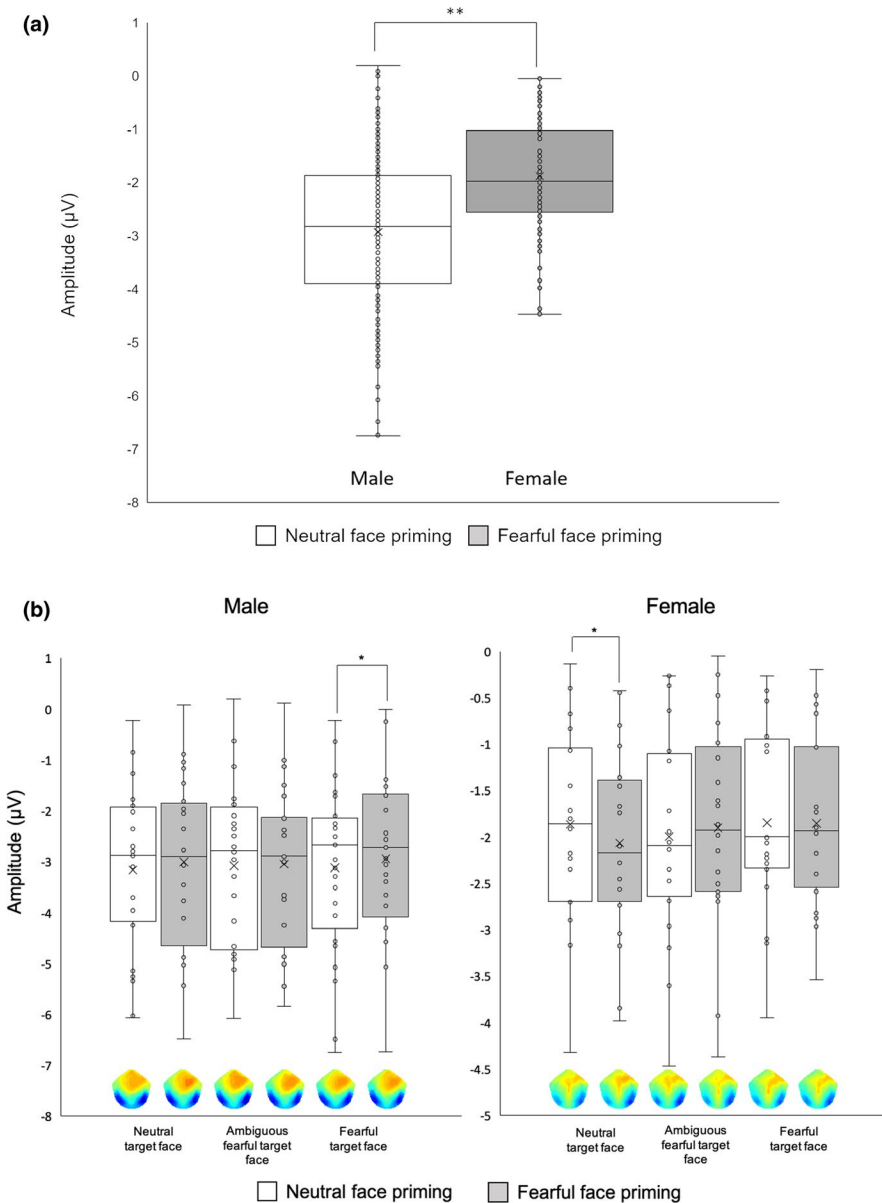 (a)
**
1
0
-1
-2
-3
-4
-5
-6
-7
-8
Amplitude (µV)
Male Female
Neutral face priming Fearful face priming
(b)
Male
Female
Amplitude (µV)
1
0
-1
-2
-3
-4
-5
-6
-7
-8
*
Neutral
target face
Ambiguous
fearful target
face
Fearful
target face
0
-0.5
-1
-1.5
-2
-2.5
-3
-3.5
-4
-4.5
-5
*
Neutral
target face
Ambiguous
fearful target
face
Fearful
target face
Neutral face priming Fearful face priming